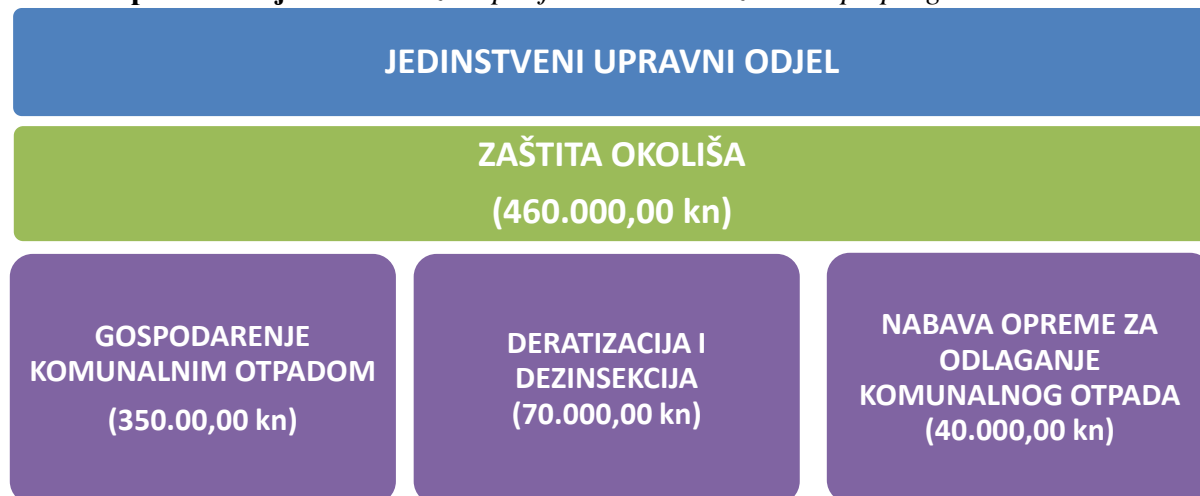 JEDINSTVENI UPRAVNI ODJEL
ZAŠTITA OKOLIŠA
(460.000,00 kn)
GOSPODARENJE
KOMUNALNIM OTPADOM
(350.00,00 kn)
DERATIZACIJA I
DEZINSEKCIJA
(70.000,00 kn)
NABAVA OPREME ZA
ODLAGANJE
KOMUNALNOG OTPADA
(40.000,00 kn)